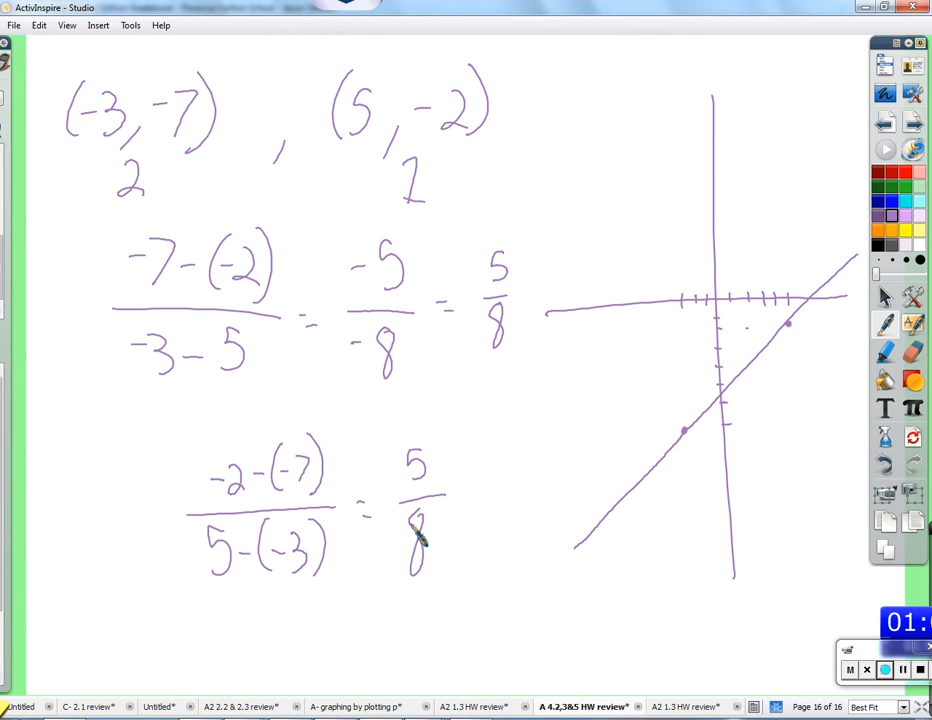 ActivInspire - Studio
File Edit View Insert Tools Help
(-3, -7) , (5, -2)
2 1
-7-(-2) / -3-5 = -5 / -8 = 5 / 8
-2-(-7) / 5-(-3) = 5 / 8
01:
M
Untitled C- 2.1 review* Untitled* A2 2.2 & 2.3 review* A- graphing by plotting p* A2 1.3 HW review* A 4.2,3&5 HW review* A2 1.3 HW review* Page 16 of 16 Best Fit